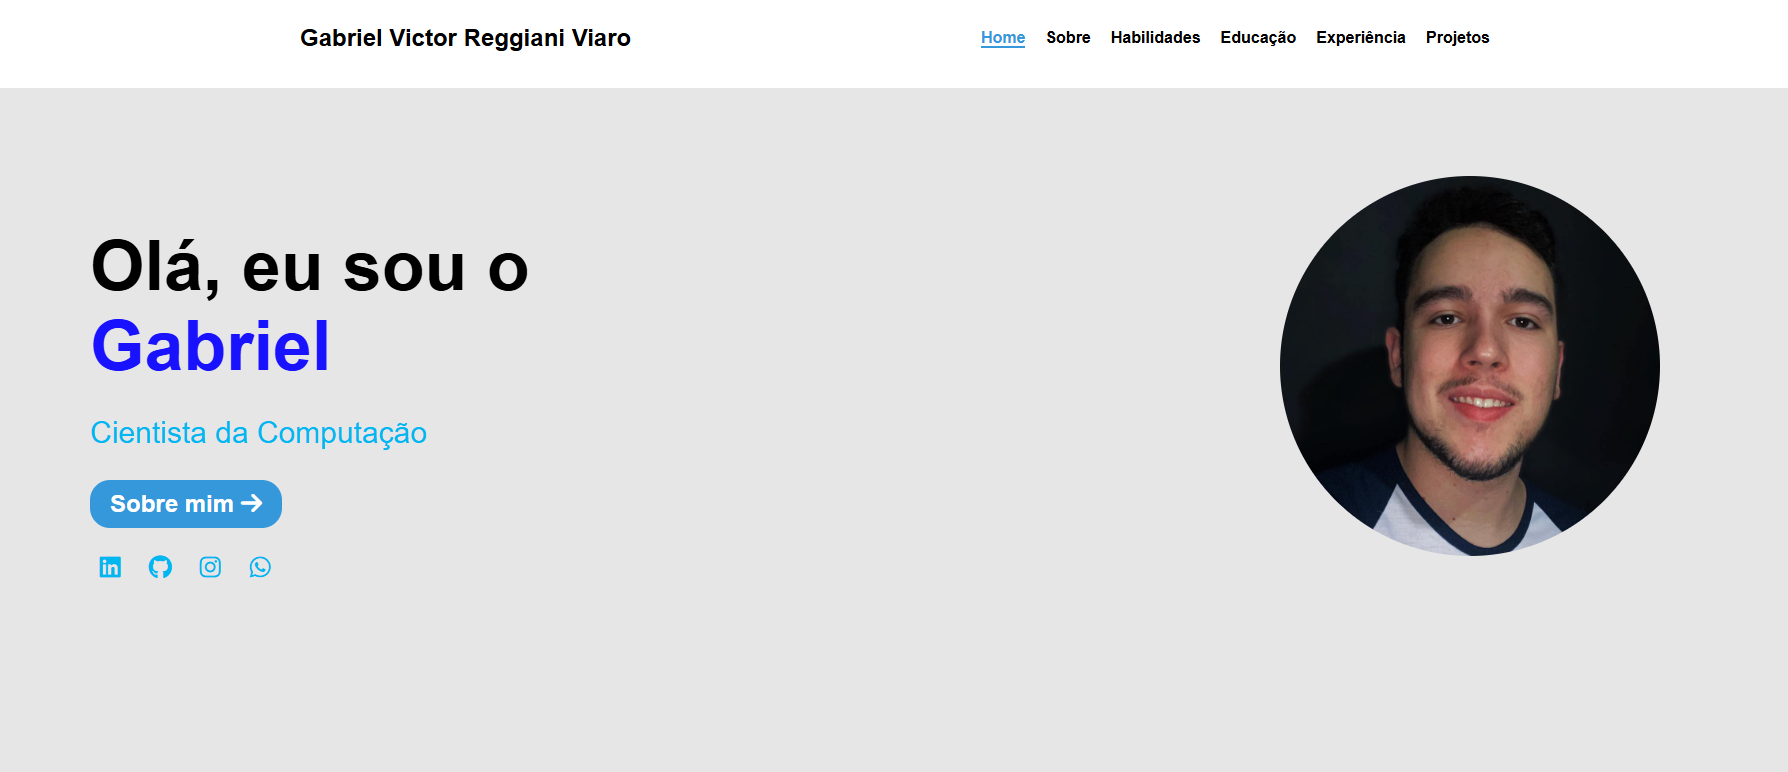 Gabriel Victor Reggiani Viaro
Home Sobre Habilidades Educação Experiência Projetos
Olá, eu sou o
Gabriel
Cientista da Computação
Sobre mim
in